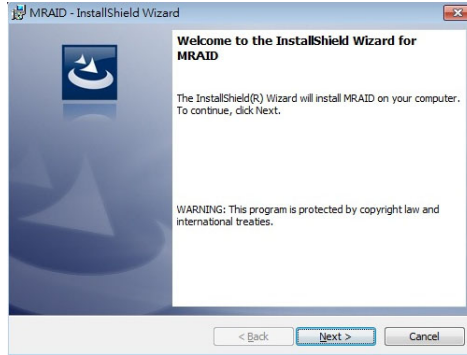 MRAID - InstallShield Wizard
Welcome to the InstallShield Wizard for
MRAID
The InstallShield(R) Wizard will install MRAID on your computer.
To continue, click Next.
WARNING: This program is protected by copyright law and
international treaties.
< Back
Next >
Cancel